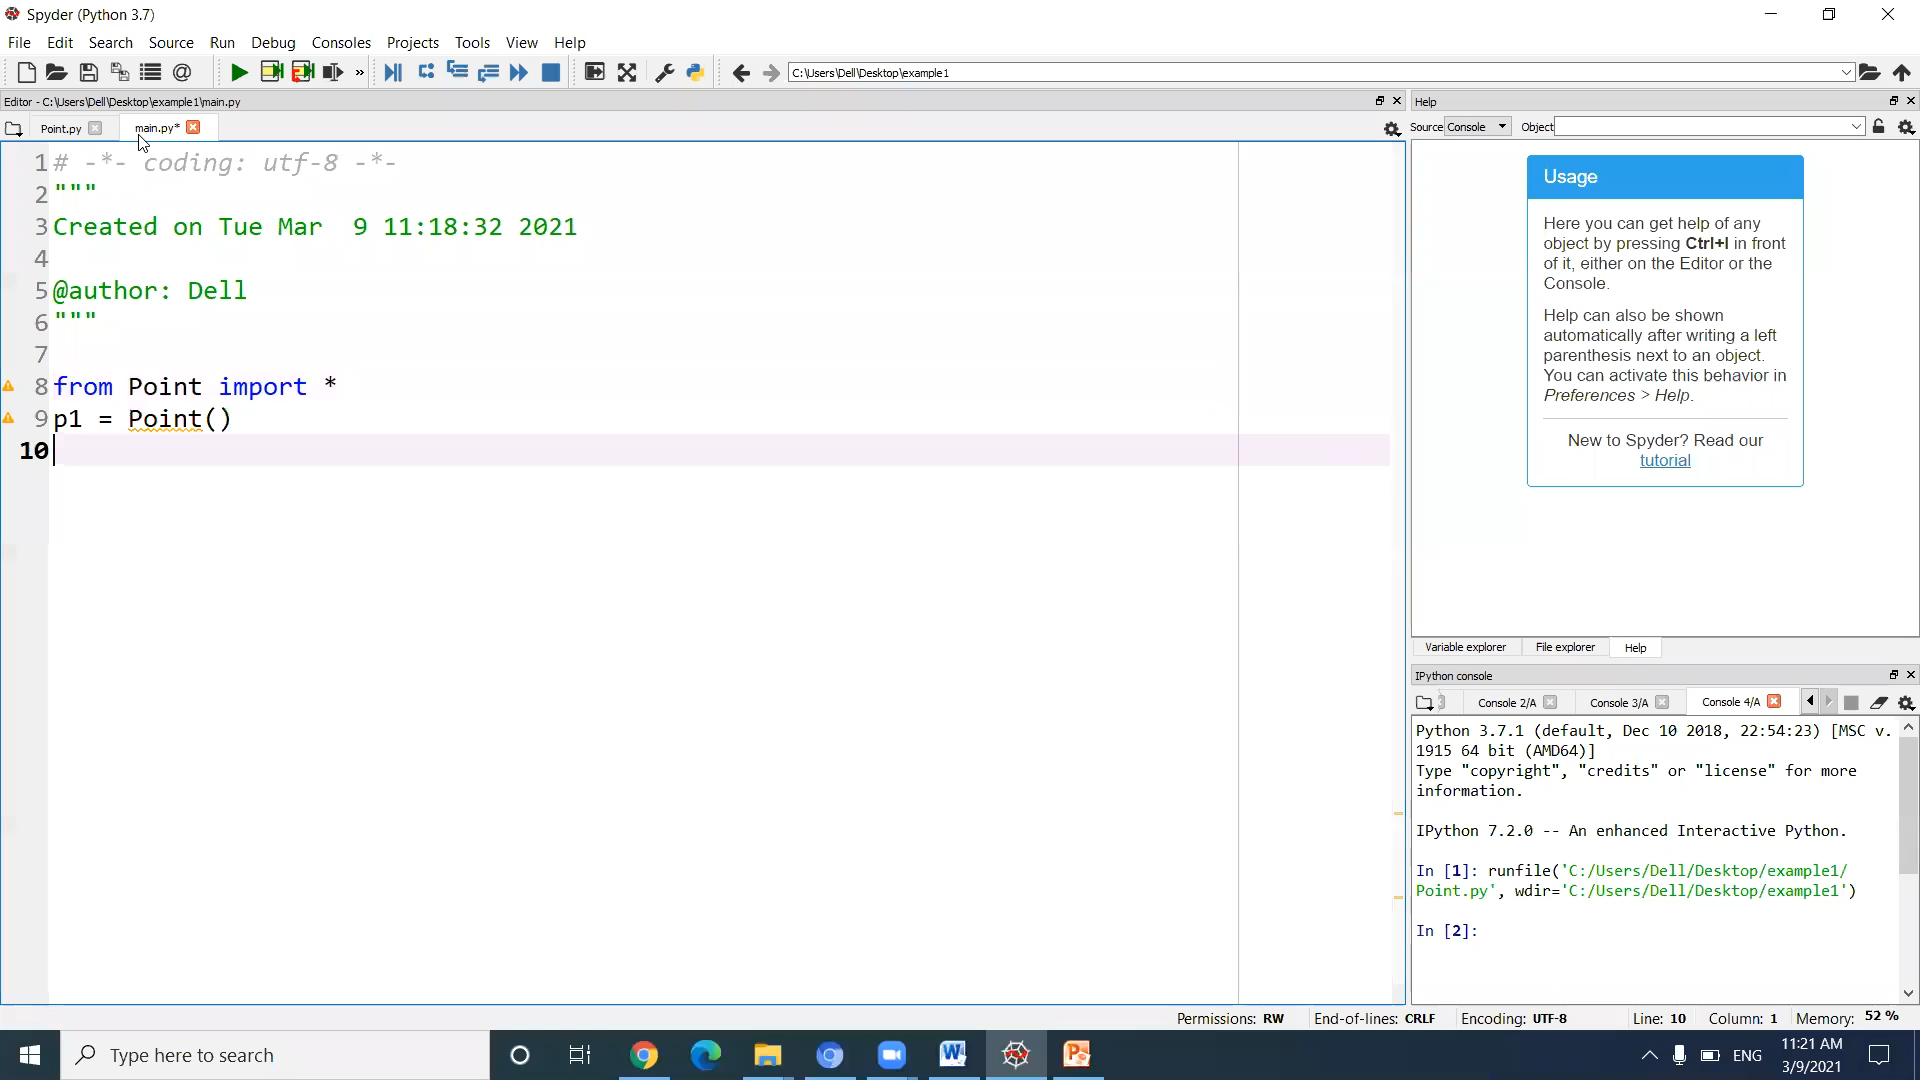 Spyder (Python 3.7)
File Edit Search Source Run Debug Consoles Projects Tools View Help
C:\Users\Dell\Desktop\example1
Editor - C:\Users\Dell\Desktop\example1\main.py
Point.py main.py*
1 # -*- coding: utf-8 -*-
2 """
3 Created on Tue Mar  9 11:18:32 2021
4
5 @author: Dell
6 """
7
8 from Point import *
9 p1 = Point()
10
Help
Source Console Object
Usage
Here you can get help of any
object by pressing Ctrl+I in front
of it, either on the Editor or the
Console.
Help can also be shown
automatically after writing a left
parenthesis next to an object.
You can activate this behavior in
Preferences > Help.
New to Spyder? Read our
tutorial
Variable explorer File explorer Help
IPython console
Console 2/A Console 3/A Console 4/A
Python 3.7.1 (default, Dec 10 2018, 22:54:23) [MSC v.
1915 64 bit (AMD64)]
Type "copyright", "credits" or "license" for more
information.
IPython 7.2.0 -- An enhanced Interactive Python.
In [1]: runfile('C:/Users/Dell/Desktop/example1/
Point.py', wdir='C:/Users/Dell/Desktop/example1')
In [2]:
Permissions: RW End-of-lines: CRLF Encoding: UTF-8 Line: 10 Column: 1 Memory: 52 %
Type here to search
ENG
11:21 AM
3/9/2021